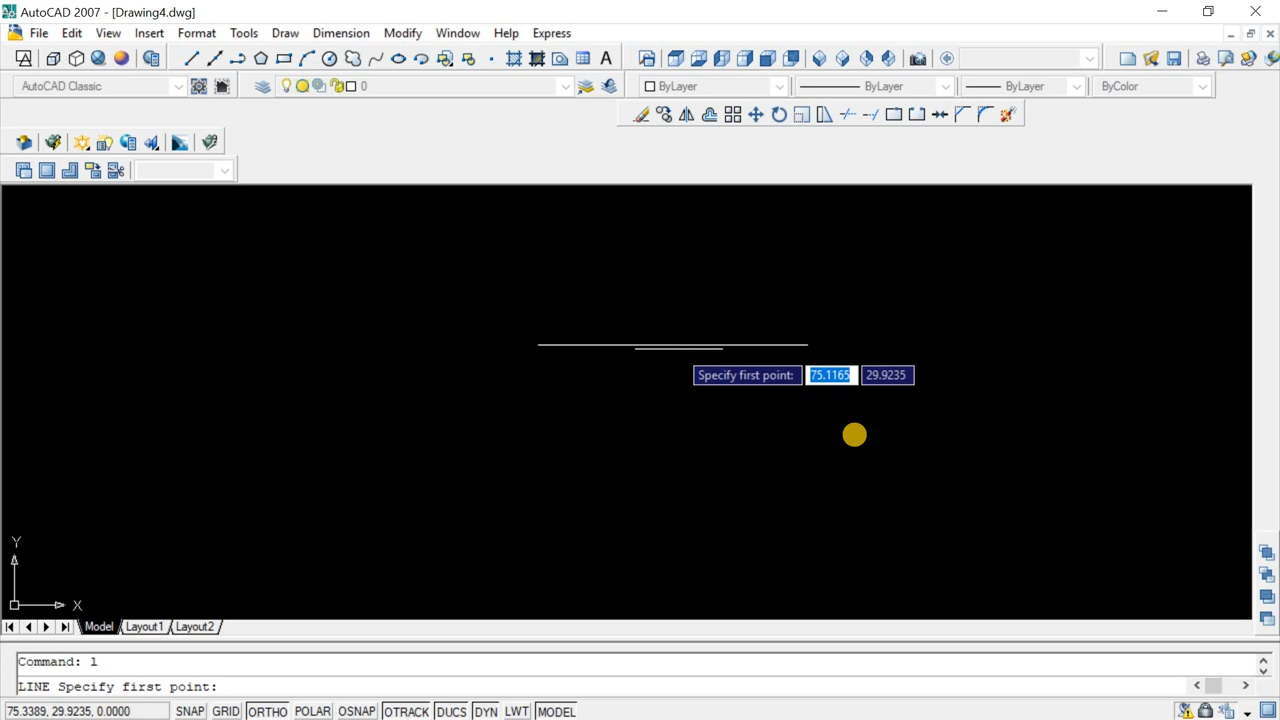 AutoCAD 2007 - [Drawing4.dwg]
File Edit View Insert Format Tools Draw Dimension Modify Window Help Express
A
AutoCAD Classic 0 ByLayer ByLayer ByLayer ByColor
Specify first point: 75.1165 29.9235
Y
X
Model Layout1 Layout2
Command: l
LINE Specify first point:
75.3389, 29.9235, 0.0000 SNAP GRID ORTHO POLAR OSNAP OTRACK DUCS DYN LWT MODEL